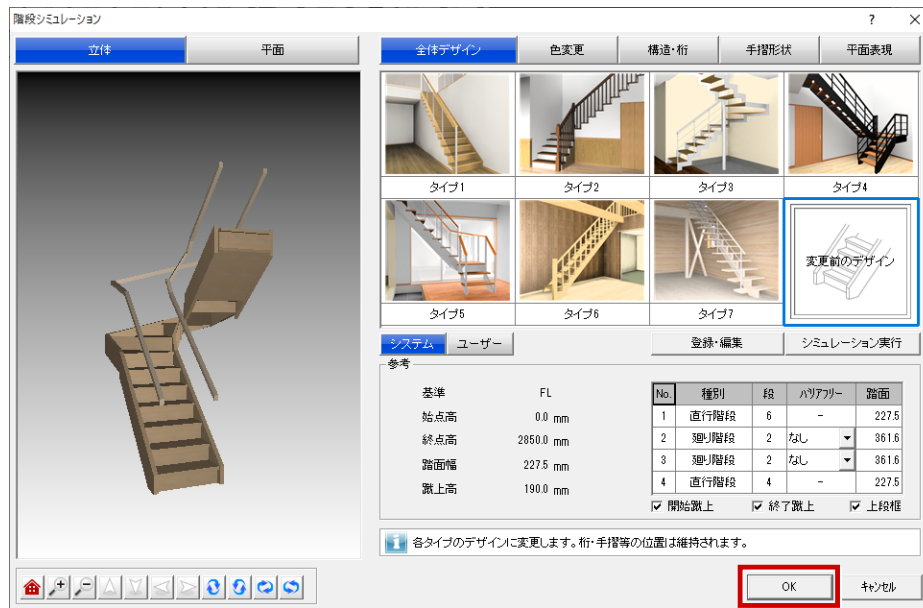 階段シミュレーション
? ×
立体 平面
全体デザイン 色変更 構造・桁 手摺形状 平面表現
タイプ1 タイプ2 タイプ3 タイプ4
変更前のデザイン
タイプ5 タイプ6 タイプ7
システム ユーザー 登録・編集 シミュレーション実行
参考
基準 FL
始点高 0.0 mm
終点高 2850.0 mm
踏面幅 227.5 mm
蹴上高 190.0 mm
No. 種別 段 バリアフリー 踏面
1 直行階段 6 - 227.5
2 廻り階段 2 なし 361.6
3 廻り階段 2 なし 361.6
4 直行階段 4 - 227.5
開始蹴上 終了蹴上 上段框
各タイプのデザインに変更します。桁・手摺等の位置は維持されます。
OK キャンセル